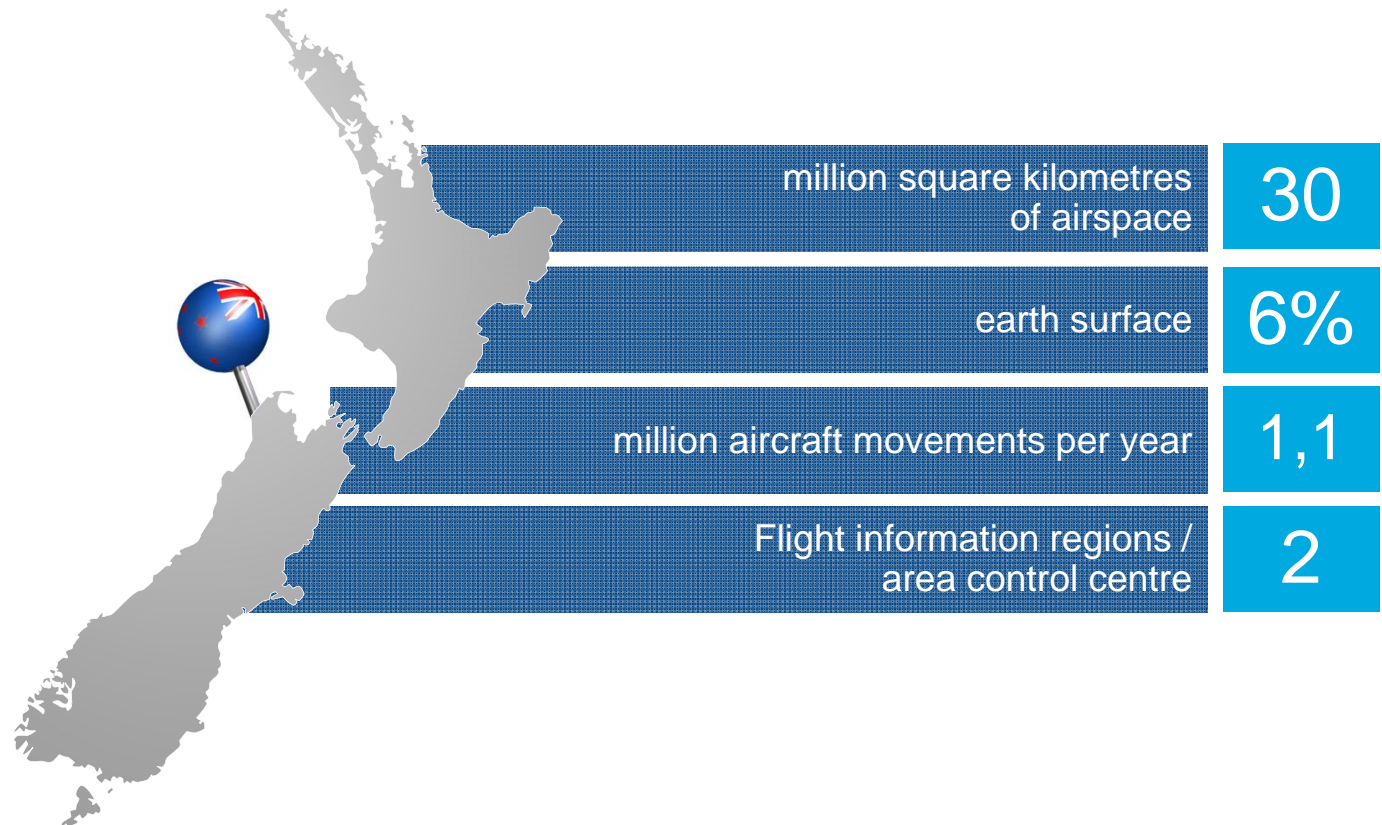 million square kilometres
of airspace
30
earth surface
6%
million aircraft movements per year
1,1
Flight information regions /
area control centre
2